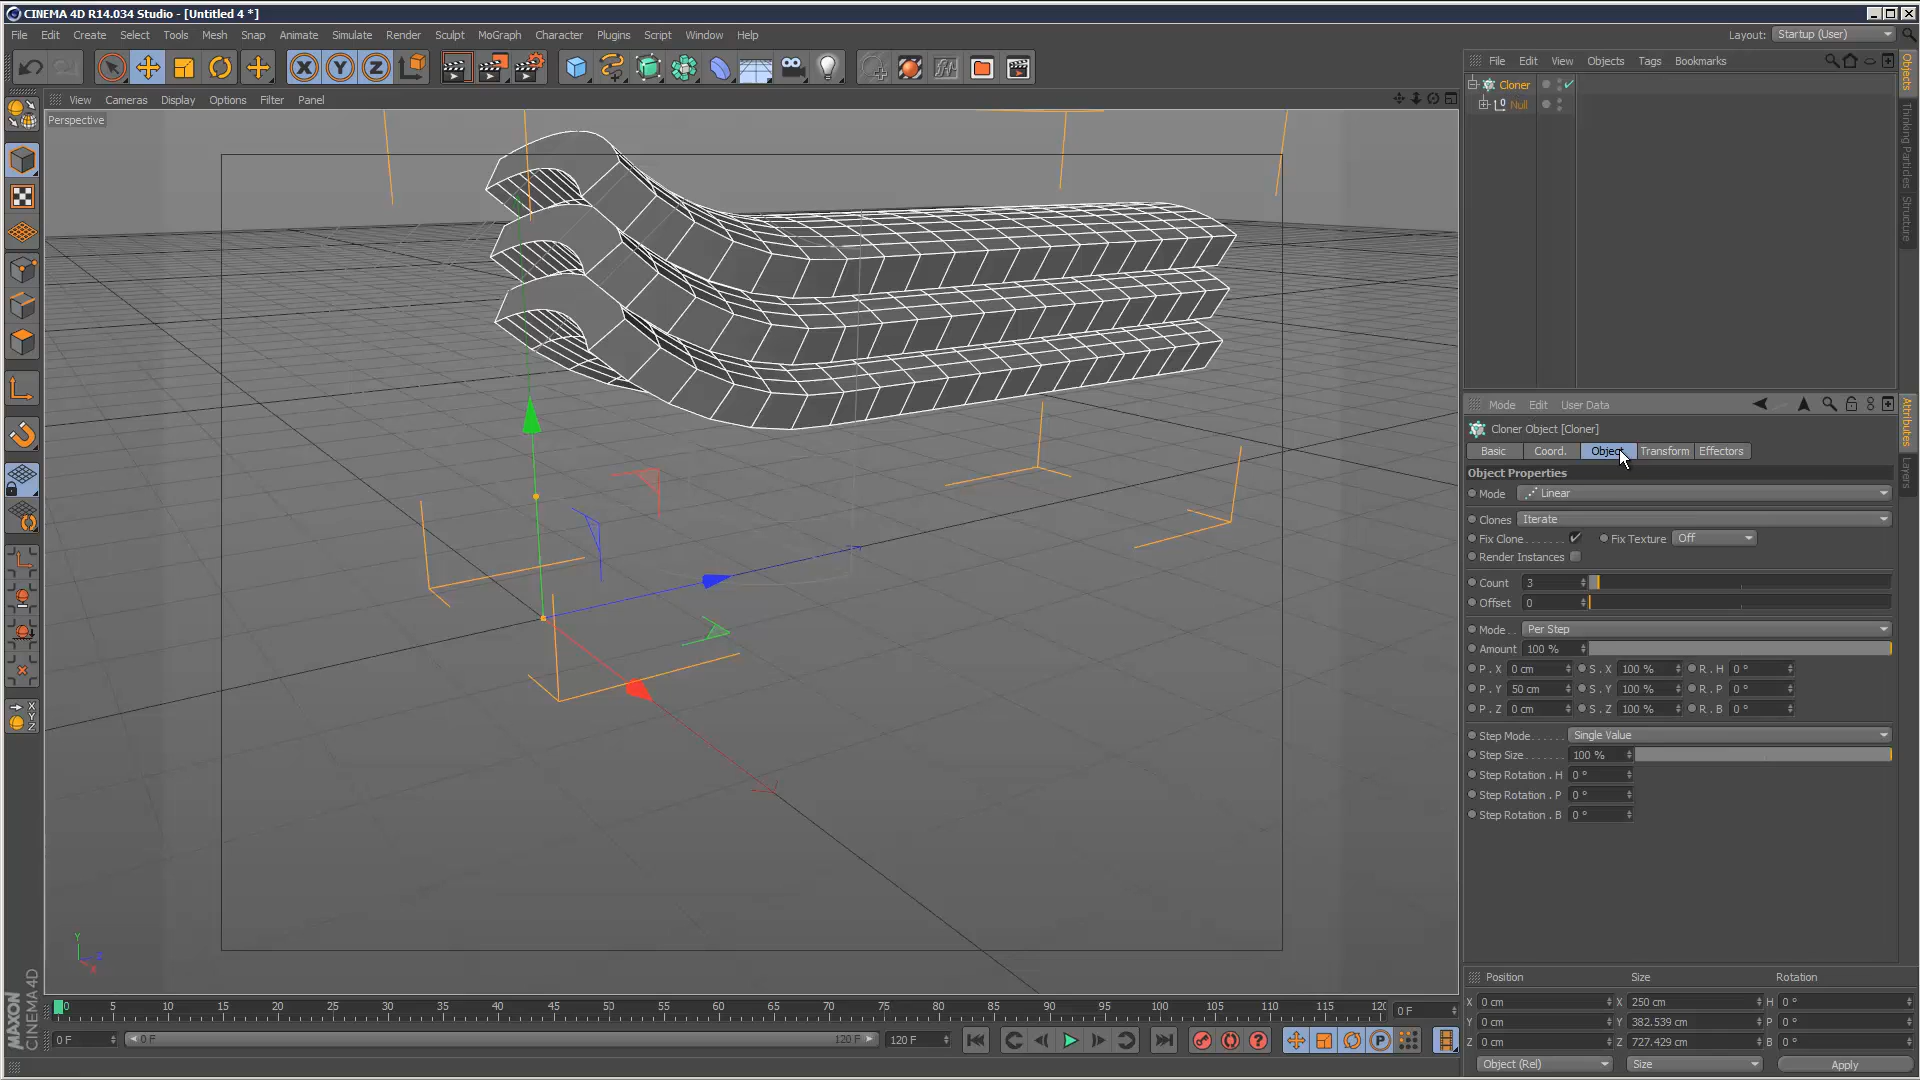 CINEMA 4D R14.034 Studio - [Untitled 4 *]
File Edit Create Select Tools Mesh Snap Animate Simulate Render Sculpt MoGraph Character Plugins Script Window Help
Layout: Startup (User)
X Y Z
File Edit View Objects Tags Bookmarks
Cloner
Null
Objects
Thinking Particles
Structure
View Cameras Display Options Filter Panel
Perspective
Mode Edit User Data
Attributes
Layers
Cloner Object [Cloner]
Basic Coord. Object Transform Effectors
Object Properties
Mode Linear
Clones Iterate
Fix Clone Fix Texture Off
Render Instances
Count 3
Offset 0
Mode Per Step
Amount 100 %
P . X 0 cm S . X 100 % R . H 0 °
P . Y 50 cm S . Y 100 % R . P 0 °
P . Z 0 cm S . Z 100 % R . B 0 °
Step Mode Single Value
Step Size 100 %
Step Rotation . H 0 °
Step Rotation . P 0 °
Step Rotation . B 0 °
X
Y
Z
Y
MAXON
CINEMA 4D
0 5 10 15 20 25 30 35 40 45 50 55 60 65 70 75 80 85 90 95 100 105 110 115 0 F
0 F 0 F 120 F 120 F
P
Position Size Rotation
X 0 cm X 250 cm H 0 °
Y 0 cm Y 382.539 cm P 0 °
Z 0 cm Z 727.429 cm B 0 °
Object (Rel) Size Apply